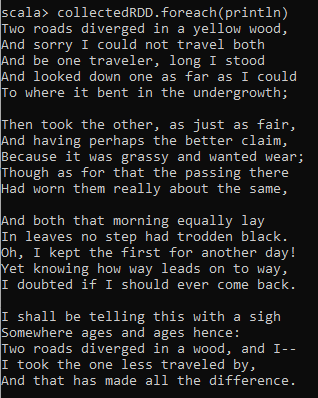 scala> collectedRDD.foreach(println)
Two roads diverged in a yellow wood,
And sorry I could not travel both
And be one traveler, long I stood
And looked down one as far as I could
To where it bent in the undergrowth;

Then took the other, as just as fair,
And having perhaps the better claim,
Because it was grassy and wanted wear;
Though as for that the passing there
Had worn them really about the same,

And both that morning equally lay
In leaves no step had trodden black.
Oh, I kept the first for another day!
Yet knowing how way leads on to way,
I doubted if I should ever come back.

I shall be telling this with a sigh
Somewhere ages and ages hence:
Two roads diverged in a wood, and I--
I took the one less traveled by,
And that has made all the difference.